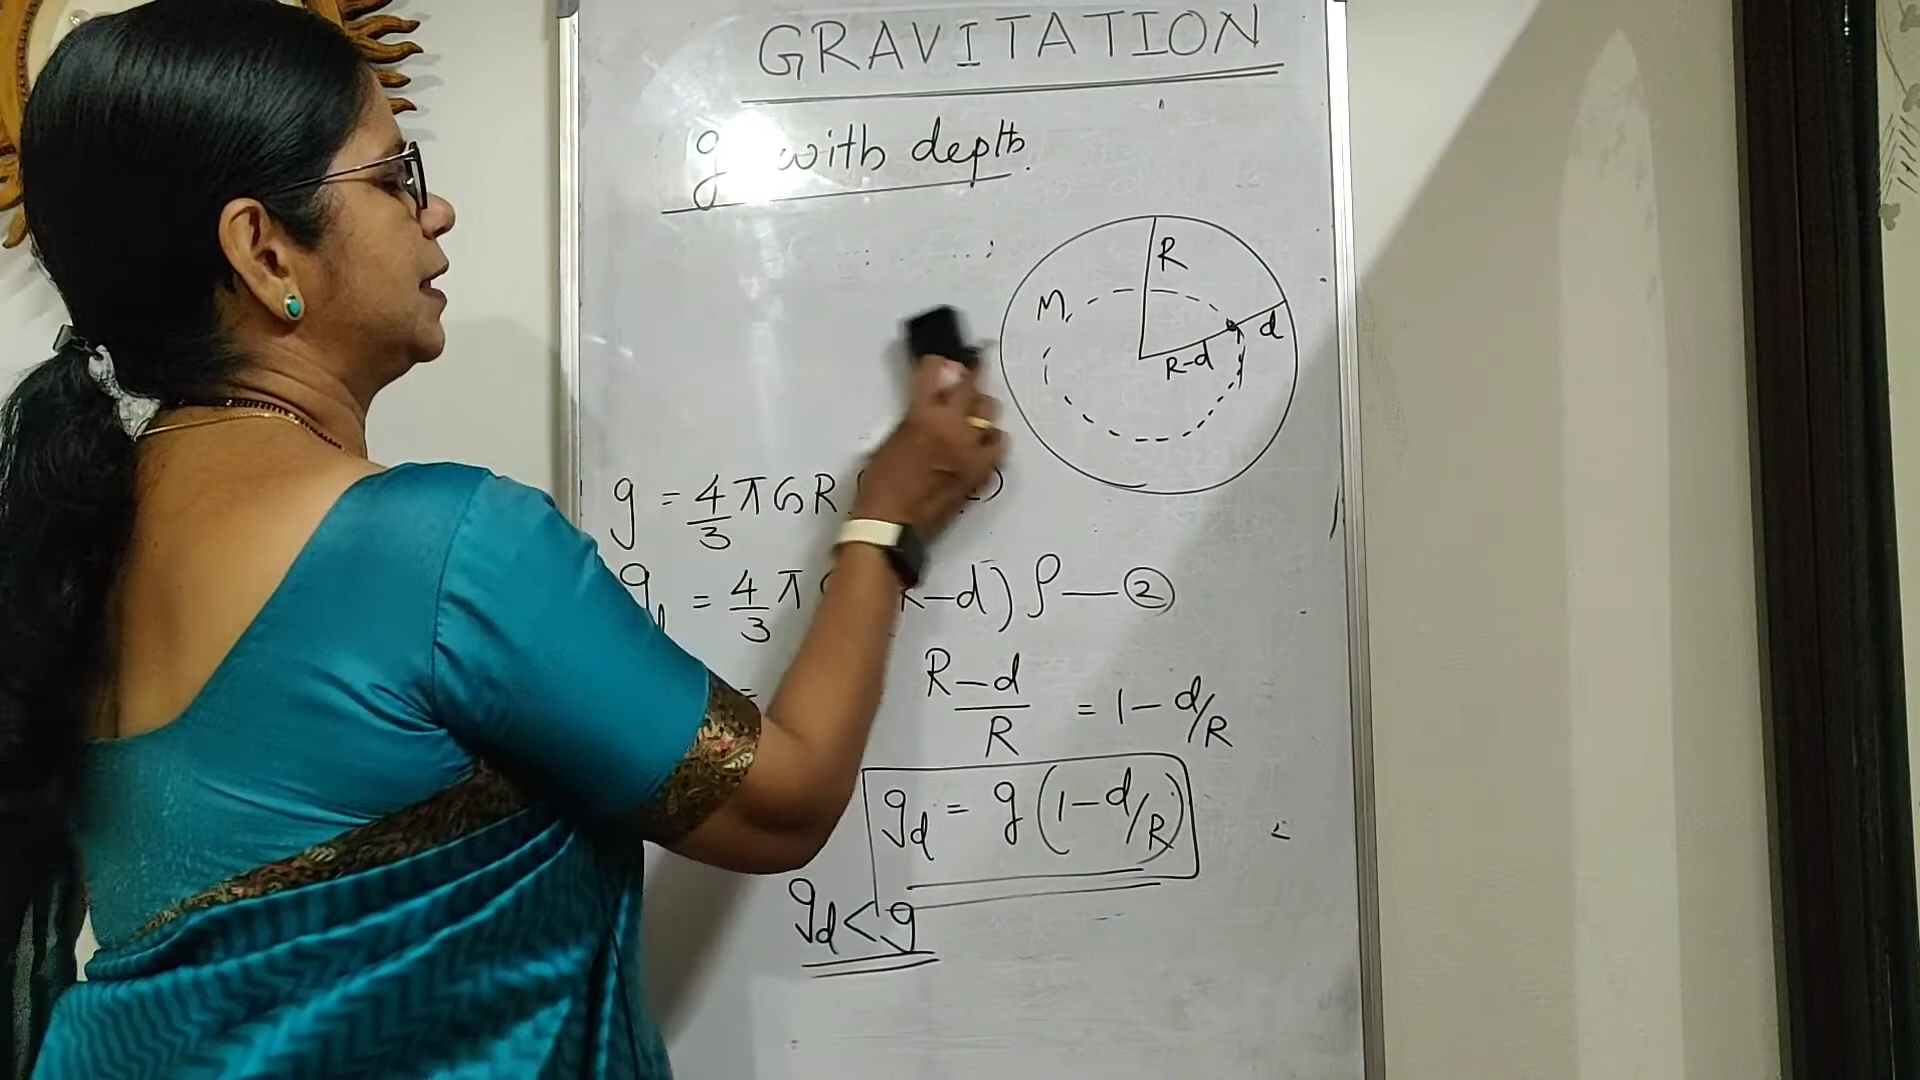 GRAVITATION
g with depth.
R
M,
d
R-d
g = 4/3 π G R
g = 4/3 π -d) ρ — ②
= R-d/R = 1 - d/R
g_d = g (1 - d/R)
g_d < g